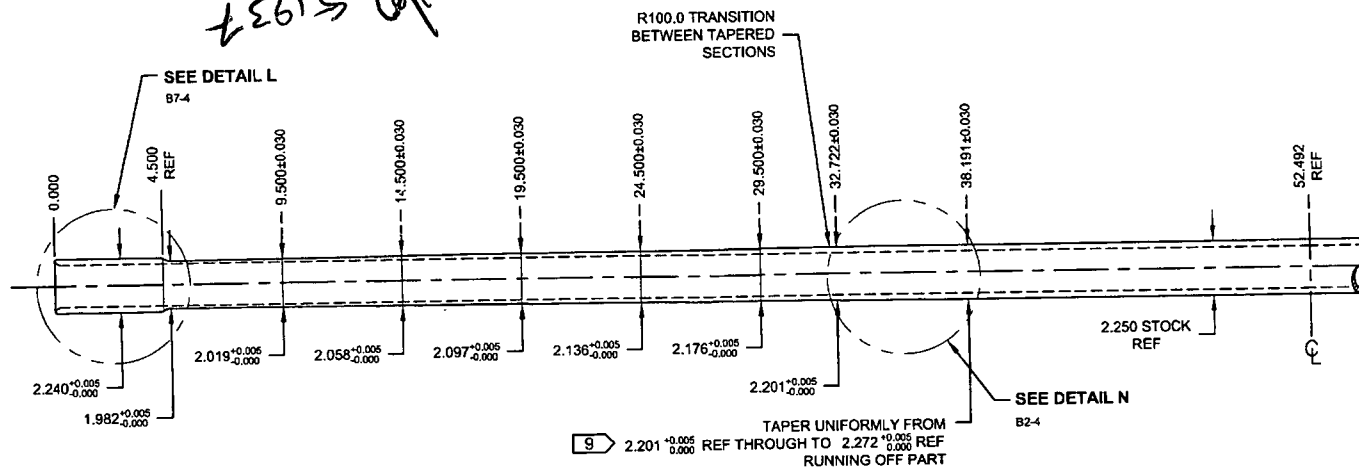 51937
R100.0 TRANSITION
BETWEEN TAPERED
SECTIONS
SEE DETAIL L
B7-4
0.000
4.500
REF
9.500±0.030
14.500±0.030
19.500±0.030
24.500±0.030
29.500±0.030
32.722±0.030
38.191±0.030
52.492
REF
2.240 +0.005 -0.000
1.982 +0.005 -0.000
2.019 +0.005 -0.000
2.058 +0.005 -0.000
2.097 +0.005 -0.000
2.136 +0.005 -0.000
2.176 +0.005 -0.000
2.201 +0.005 -0.000
2.250 STOCK
REF
SEE DETAIL N
B2-4
TAPER UNIFORMLY FROM
9 2.201 +0.005 0.000 REF THROUGH TO 2.272 +0.005 0.000 REF
RUNNING OFF PART